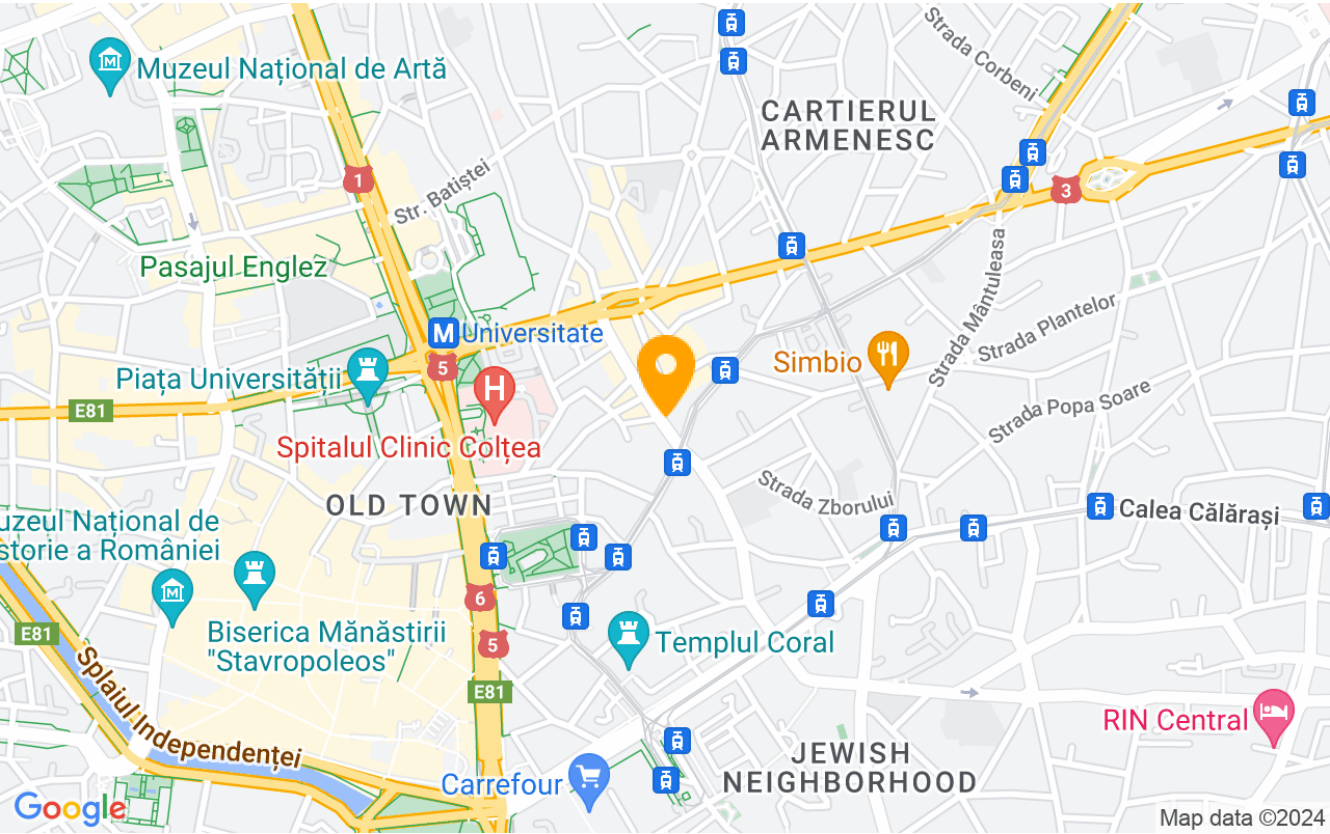 Strada Corbeni
Muzeul Național de Artă
CARTIERUL
ARMENESC
1
3
Str. Batiștei
Pasajul Englez
Strada Mântuleasa
Strada Plantelor
M Universitate
Simbio
5
Piața Universității
H
E81
Strada Popa Soare
Spitalul Clinic Colțea
Strada Zborului
OLD TOWN
Calea Călărași
uzeul Național de
storie a României
M
6
E81
Biserica Mănăstirii
"Stavropoleos"
5
Templul Coral
Splaiul Independenței
E81
RIN Central
JEWISH
NEIGHBORHOOD
Carrefour
Google
Map data ©2024